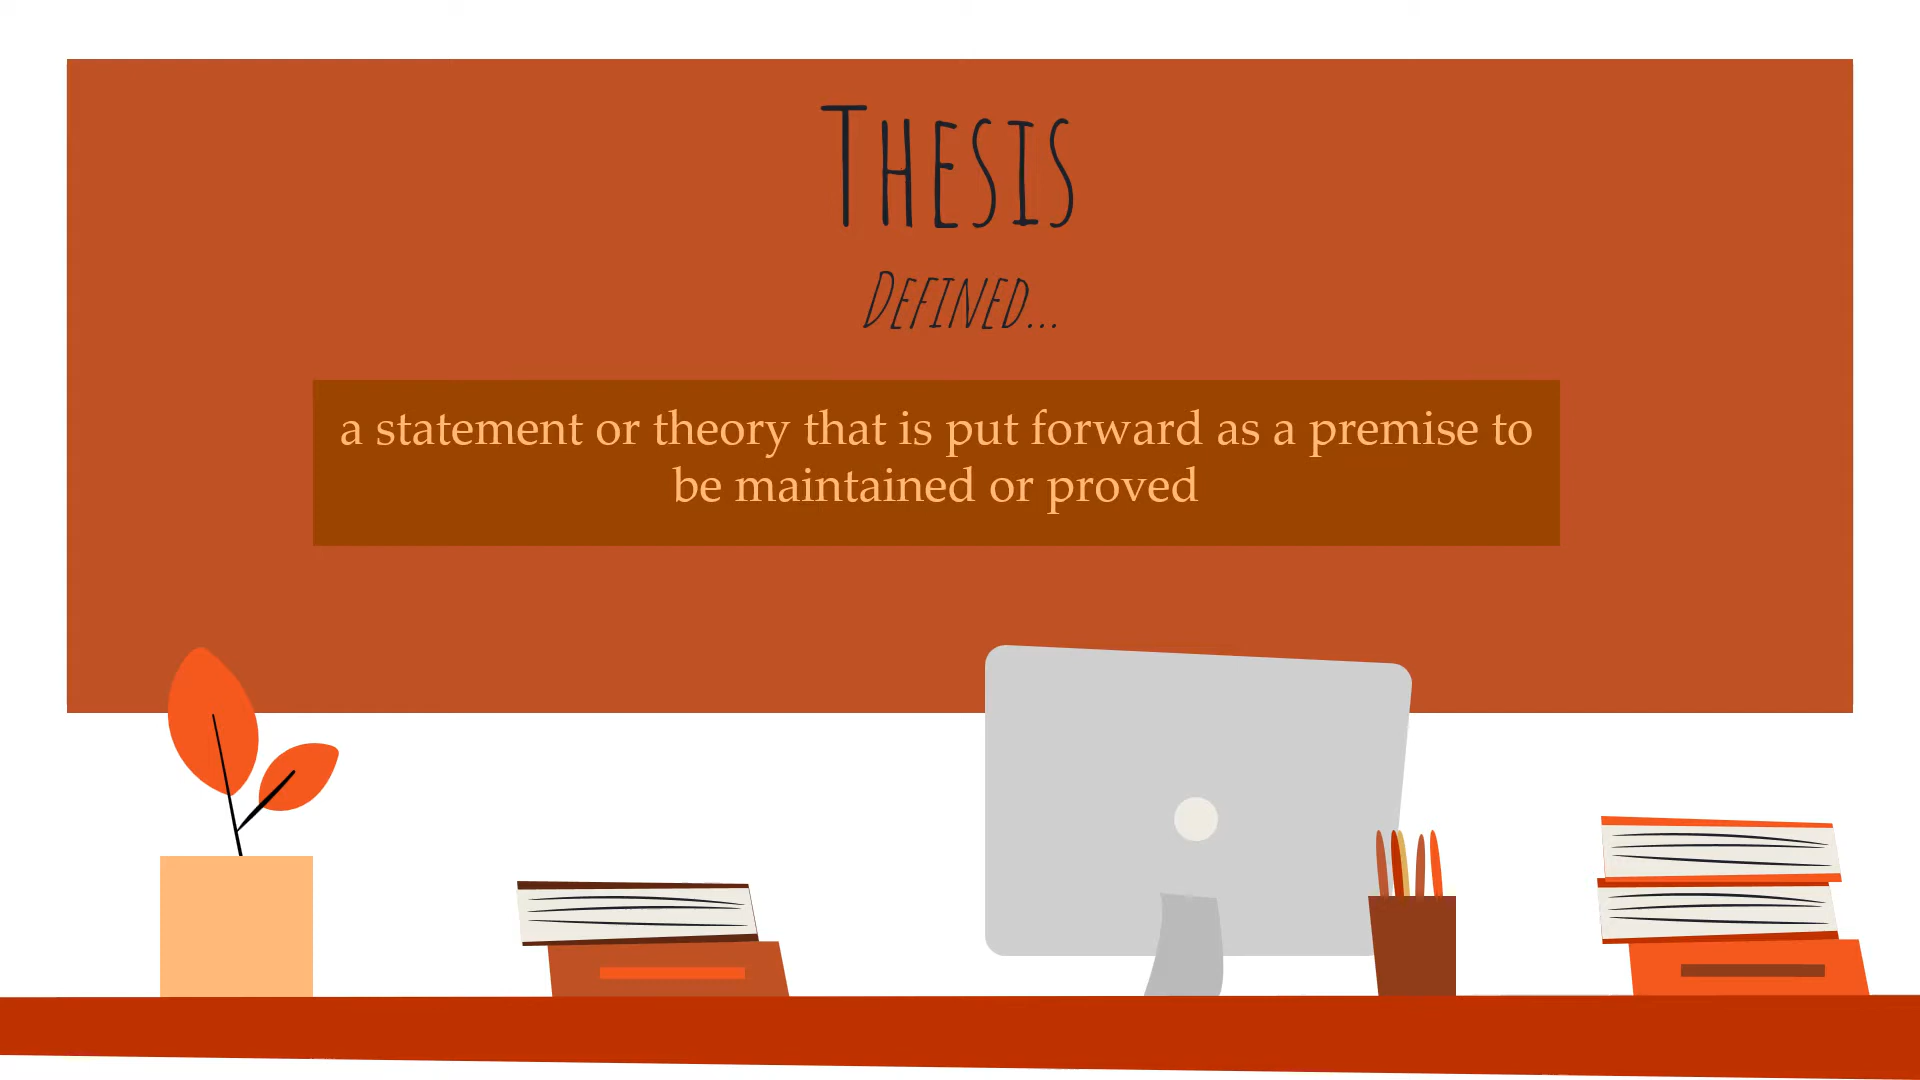 Thesis
Defined...
a statement or theory that is put forward as a premise to
be maintained or proved